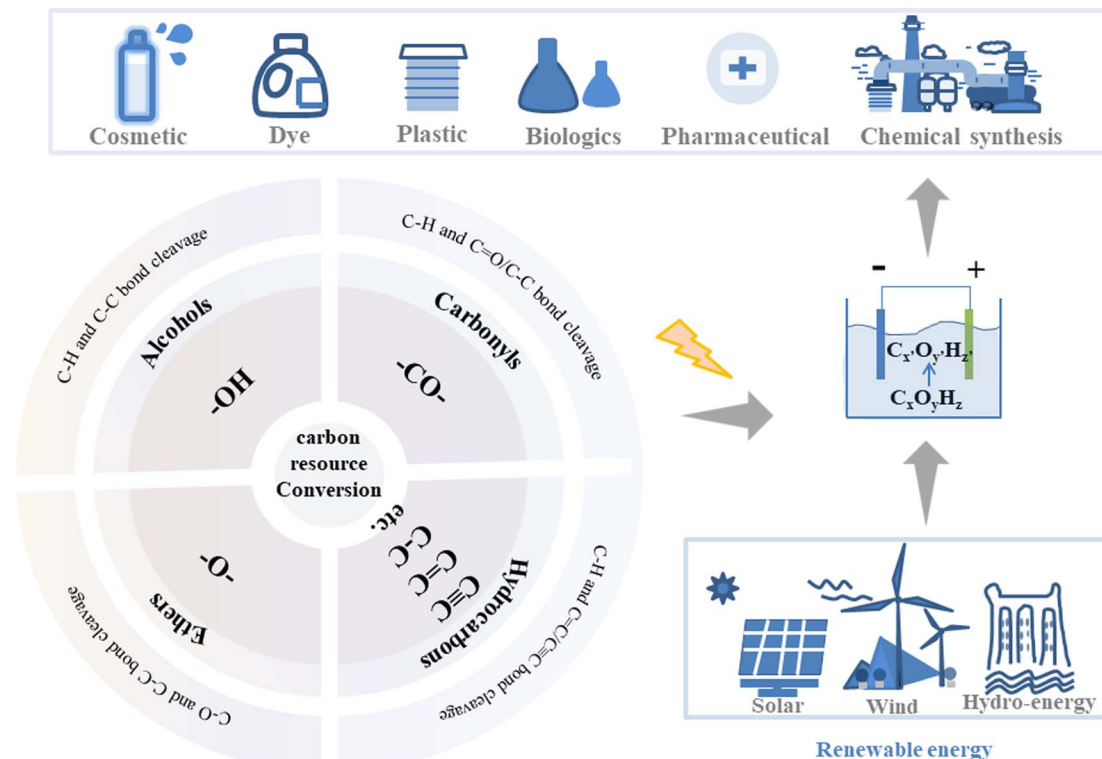 Cosmetic
Dye
Plastic
Biologics
Pharmaceutical
Chemical synthesis
C-H and C-C bond cleavage
C-H and C=O/C-C bond cleavage
Alcohols
Carbonyls
-OH
-CO-
carbon
resource
Conversion
etc.
C-C
C=C
C≡C
Hydrocarbons
C-H and C=C/C≡C bond cleavage
-O-
Ethers
C-O and C-C bond cleavage
- +
Cx'Oy'Hz'
CxOyHz
Solar
Wind
Hydro-energy
Renewable energy